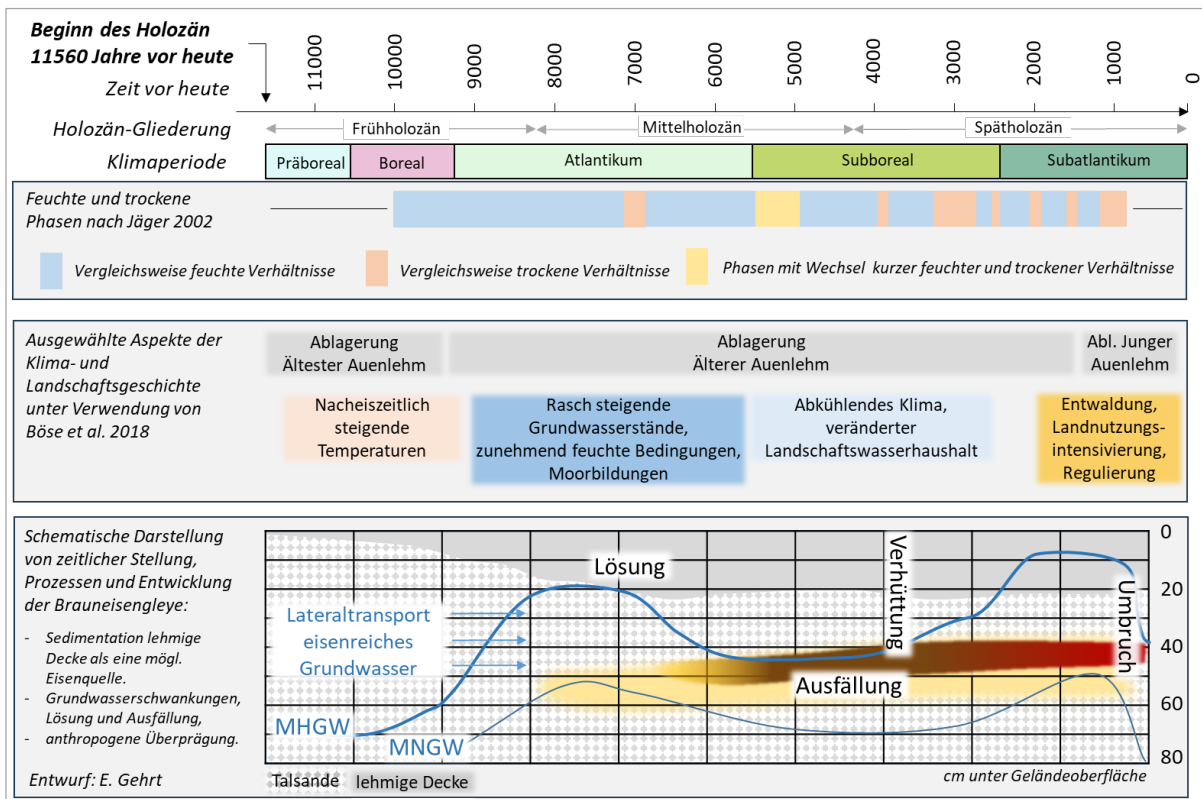 Beginn des Holozän
11560 Jahre vor heute
Zeit vor heute
11000
10000
9000
8000
7000
6000
5000
4000
3000
2000
1000
0
Holozän-Gliederung
Frühholozän
Mittelholozän
Spätholozän
Klimaperiode
Präboreal
Boreal
Atlantikum
Subboreal
Subatlantikum
Feuchte und trockene
Phasen nach Jäger 2002
Vergleichsweise feuchte Verhältnisse
Vergleichsweise trockene Verhältnisse
Phasen mit Wechsel kurzer feuchter und trockener Verhältnisse
Ausgewählte Aspekte der
Klima- und
Landschaftsgeschichte
unter Verwendung von
Böse et al. 2018
Ablagerung
Ältester Auenlehm
Ablagerung
Älterer Auenlehm
Abl. Junger
Auenlehm
Nacheiszeitlich
steigende
Temperaturen
Rasch steigende
Grundwasserstände,
zunehmend feuchte Bedingungen,
Moorbildungen
Abkühlendes Klima,
veränderter
Landschaftswasserhaushalt
Entwaldung,
Landnutzungs-
intensivierung,
Regulierung
Schematische Darstellung
von zeitlicher Stellung,
Prozessen und Entwicklung
der Brauneisengleye:
- Sedimentation lehmige
Decke als eine mögl.
Eisenquelle.
- Grundwasserschwankungen,
Lösung und Ausfällung,
- anthropogene Überprägung.
Entwurf: E. Gehrt
Lateraltransport
eisenreiches
Grundwasser
MHGW
MNGW
Lösung
Verhüttung
Ausfällung
Umbruch
0
20
40
60
80
Talsande
lehmige Decke
cm unter Geländeoberfläche